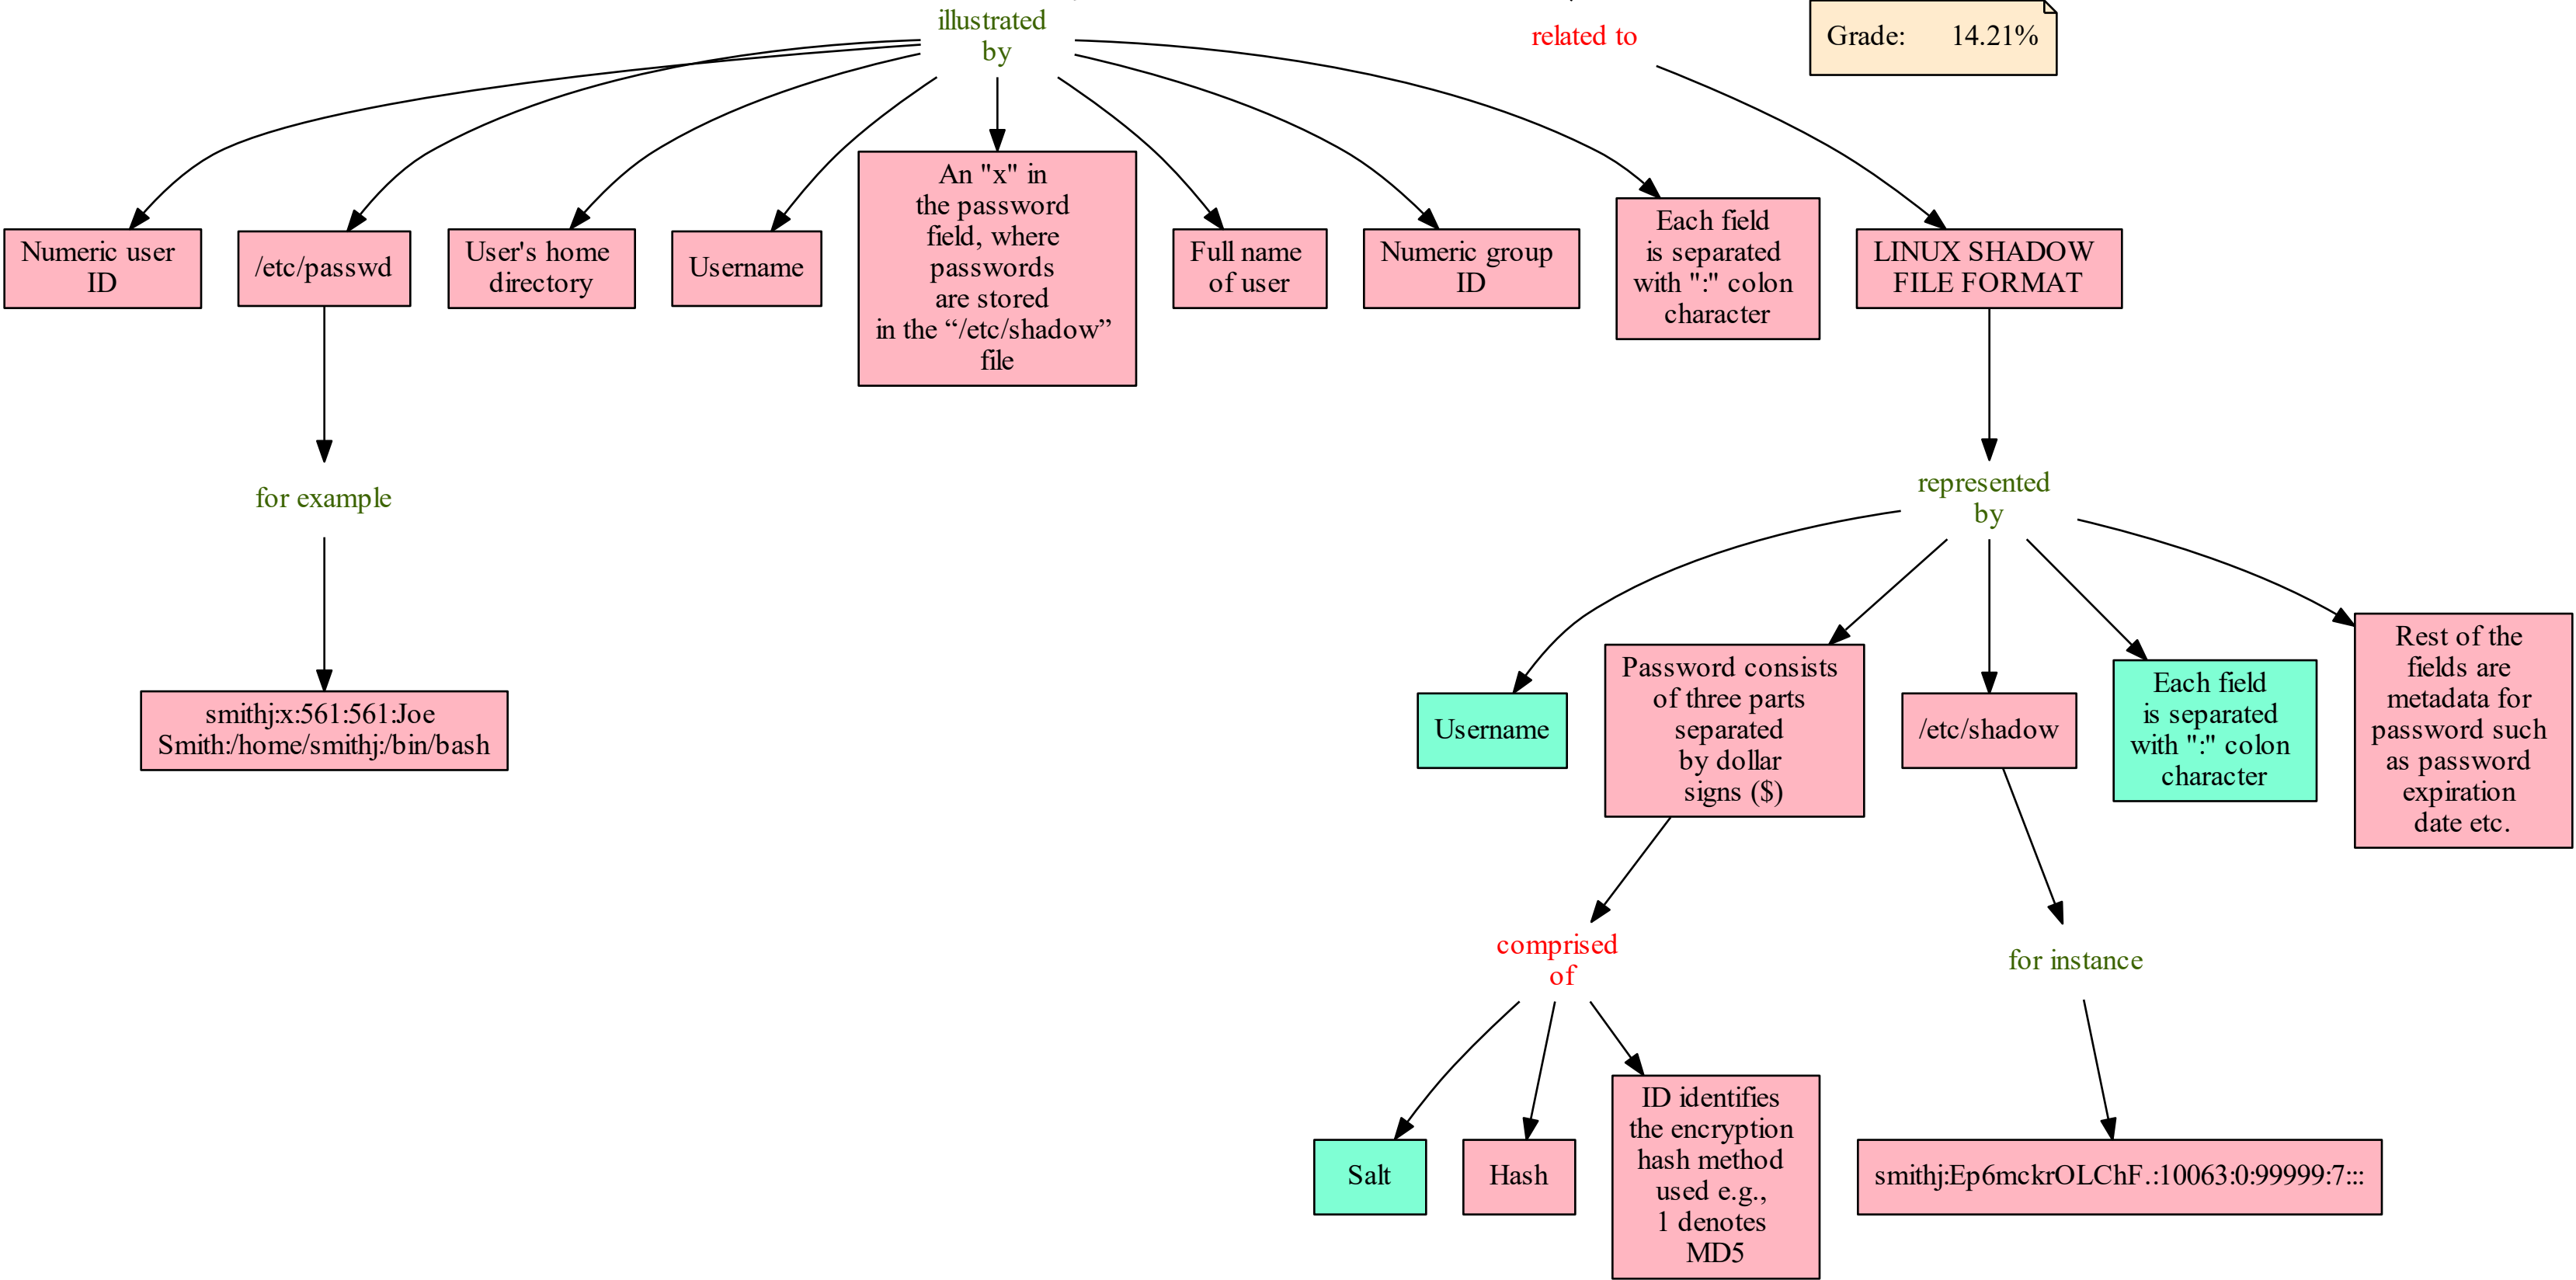 illustrated
by
related to
Grade: 14.21%
Numeric user
ID
/etc/passwd
User's home
directory
Username
An "x" in
the password
field, where
passwords
are stored
in the “/etc/shadow”
file
Full name
of user
Numeric group
ID
Each field
is separated
with ":" colon
character
LINUX SHADOW
FILE FORMAT
for example
represented
by
smithj:x:561:561:Joe
Smith:/home/smithj:/bin/bash
Username
Password consists
of three parts
separated
by dollar
signs ($)
/etc/shadow
Each field
is separated
with ":" colon
character
Rest of the
fields are
metadata for
password such
as password
expiration
date etc.
comprised
of
for instance
Salt
Hash
ID identifies
the encryption
hash method
used e.g.,
1 denotes
MD5
smithj:Ep6mckrOLChF.:10063:0:99999:7:::